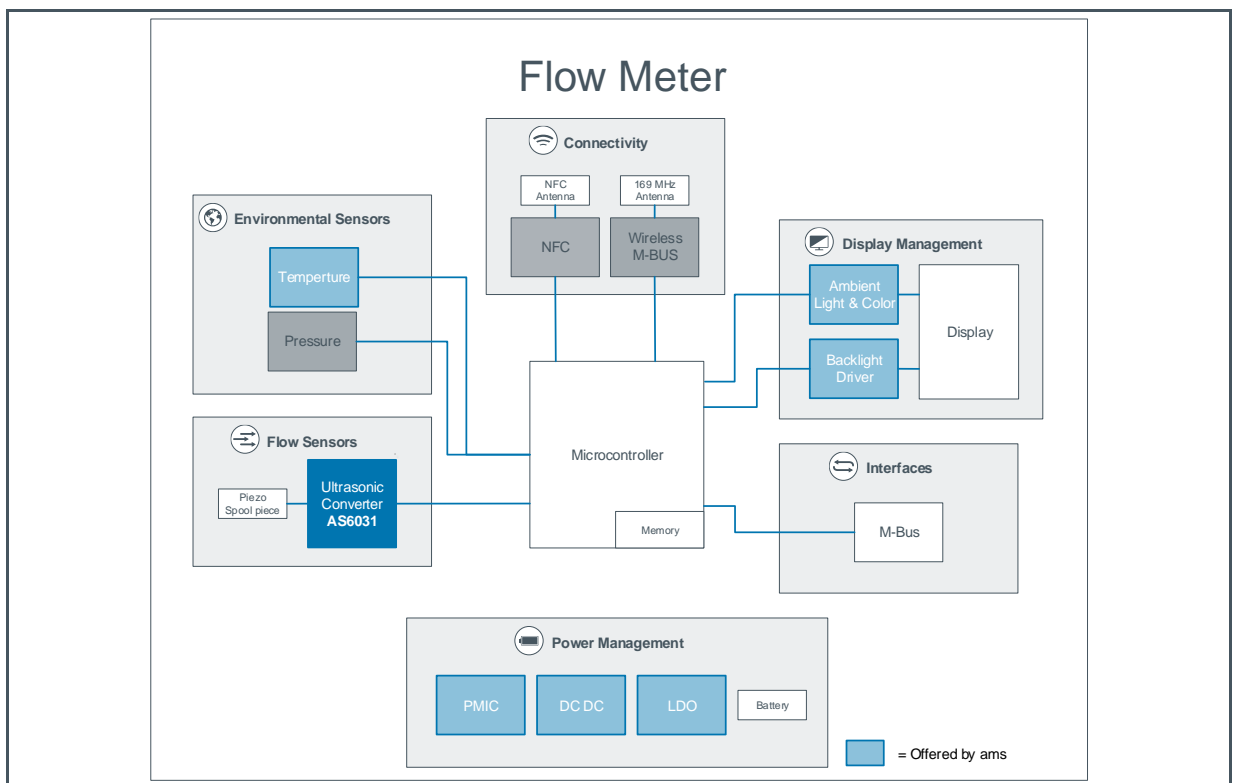 Flow Meter
Connectivity
NFC
Antenna
169 MHz
Antenna
NFC
Wireless
M-BUS
Environmental Sensors
Temperture
Pressure
Display Management
Ambient
Light & Color
Backlight
Driver
Display
Flow Sensors
Piezo
Spool piece
Ultrasonic
Converter
AS6031
Microcontroller
Memory
Interfaces
M-Bus
Power Management
PMIC
DC DC
LDO
Battery
= Offered by ams